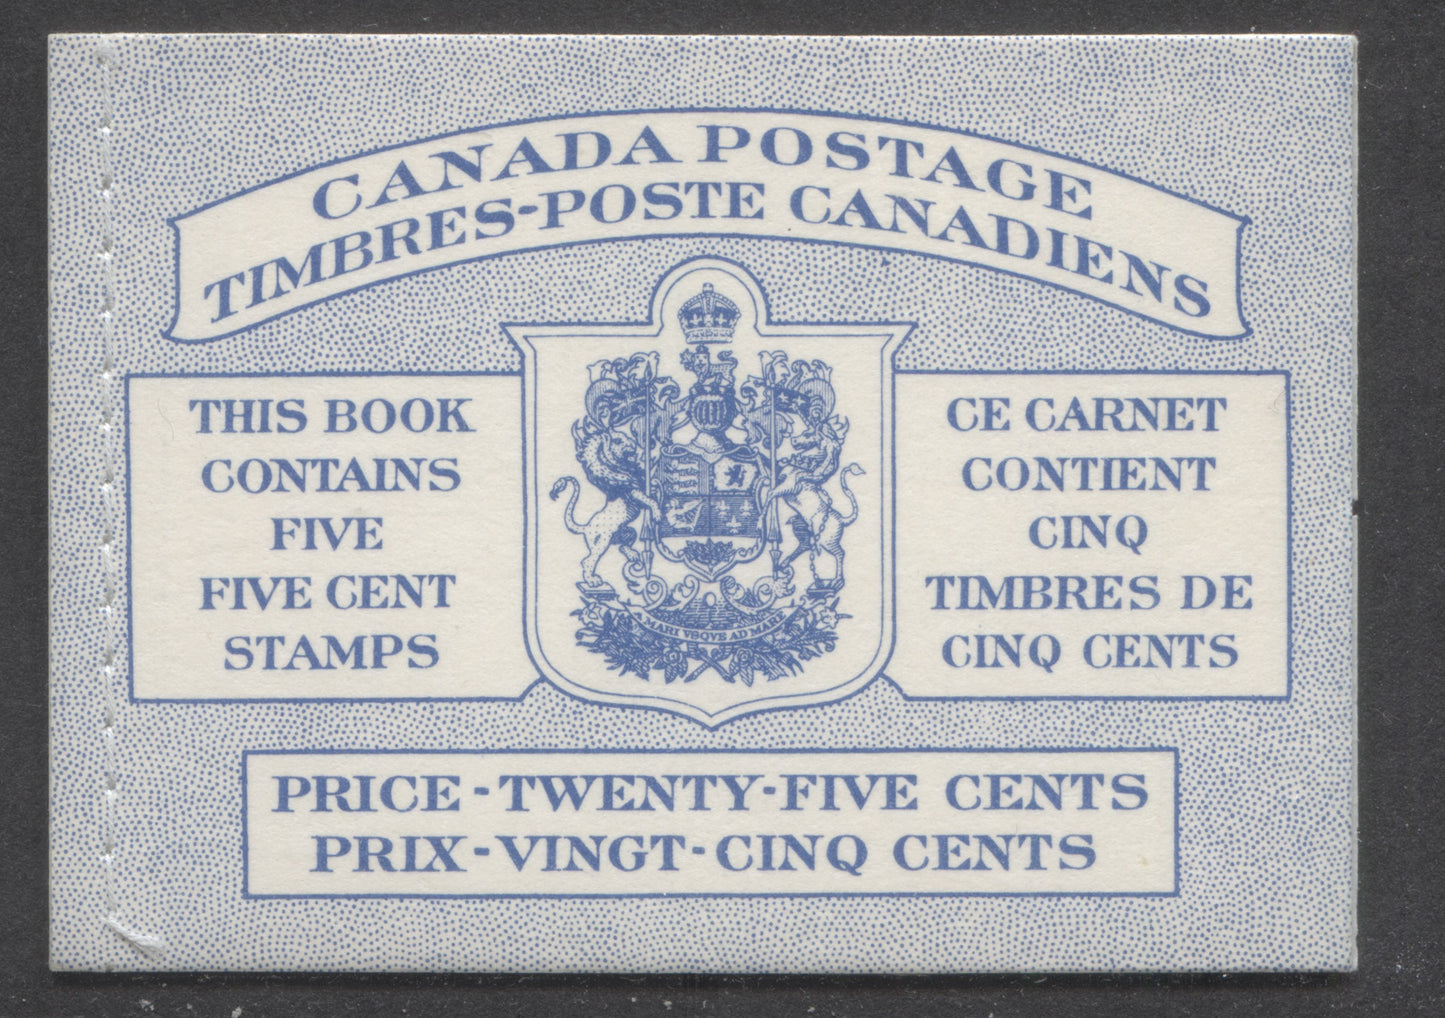 CANADA POSTAGE
TIMBRES-POSTE CANADIENS
THIS BOOK
CONTAINS
FIVE
FIVE CENT
STAMPS
A MARI VSQVE AD MARE
CE CARNET
CONTIENT
CINQ
TIMBRES DE
CINQ CENTS
PRICE-TWENTY-FIVE CENTS
PRIX-VINGT-CINQ CENTS